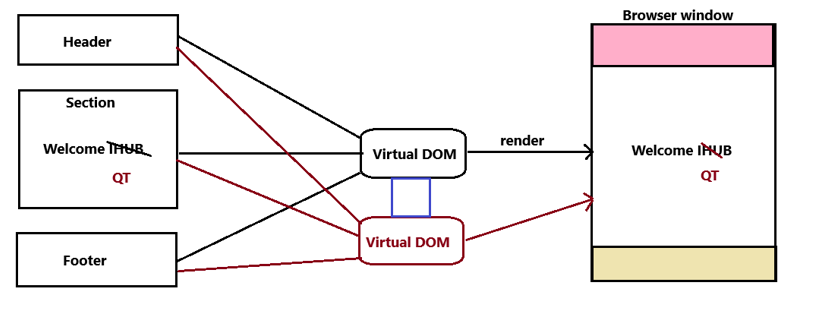 Browser window
Header
Section
Welcome IHUB
QT
Footer
Virtual DOM
Virtual DOM
render
Welcome IHUB
QT